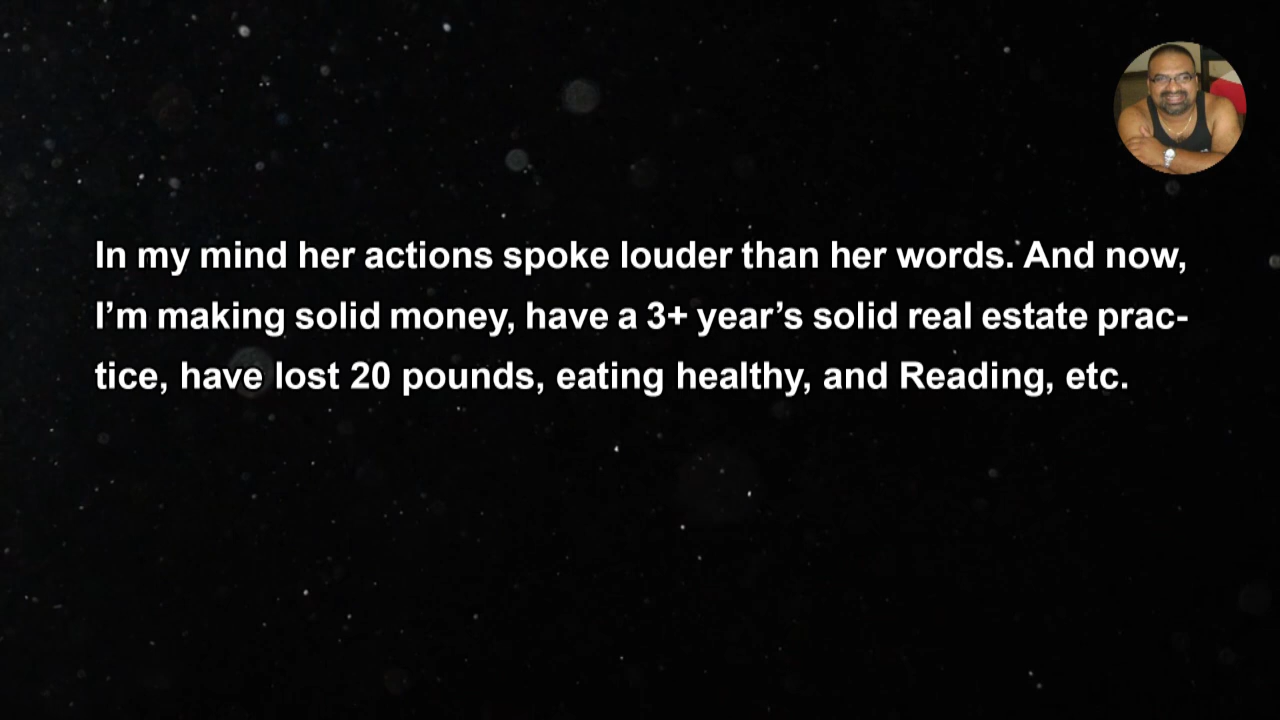 In my mind her actions spoke louder than her words. And now,
I’m making solid money, have a 3+ year’s solid real estate prac-
tice, have lost 20 pounds, eating healthy, and Reading, etc.